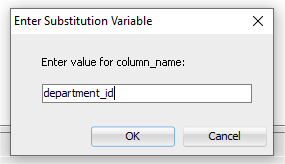 Enter Substitution Variable
Enter value for column_name:
department_id
OK
Cancel